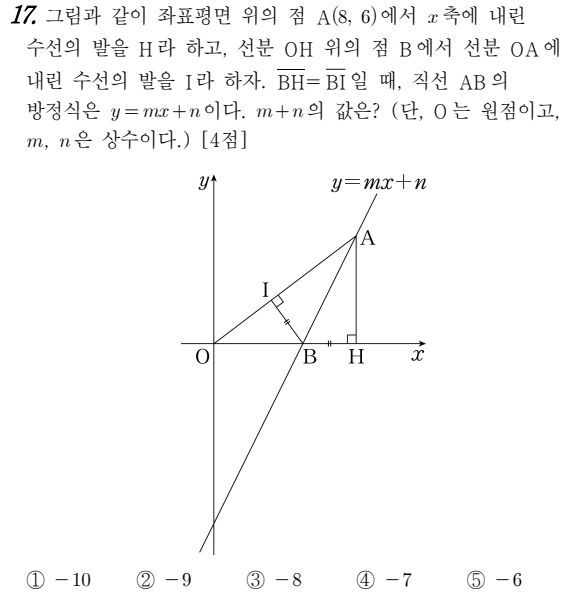 17. 그림과 같이 좌표평면 위의 점 A(8, 6)에서 x축에 내린
수선의 발을 H라 하고, 선분 OH 위의 점 B에서 선분 OA에
내린 수선의 발을 I라 하자. B̅H̅=B̅I̅일 때, 직선 AB의
방정식은 y=mx+n이다. m+n의 값은? (단, O는 원점이고,
m, n은 상수이다.) [4점]
y
y=mx+n
A
I
O
B
H
x
① -10 ② -9 ③ -8 ④ -7 ⑤ -6